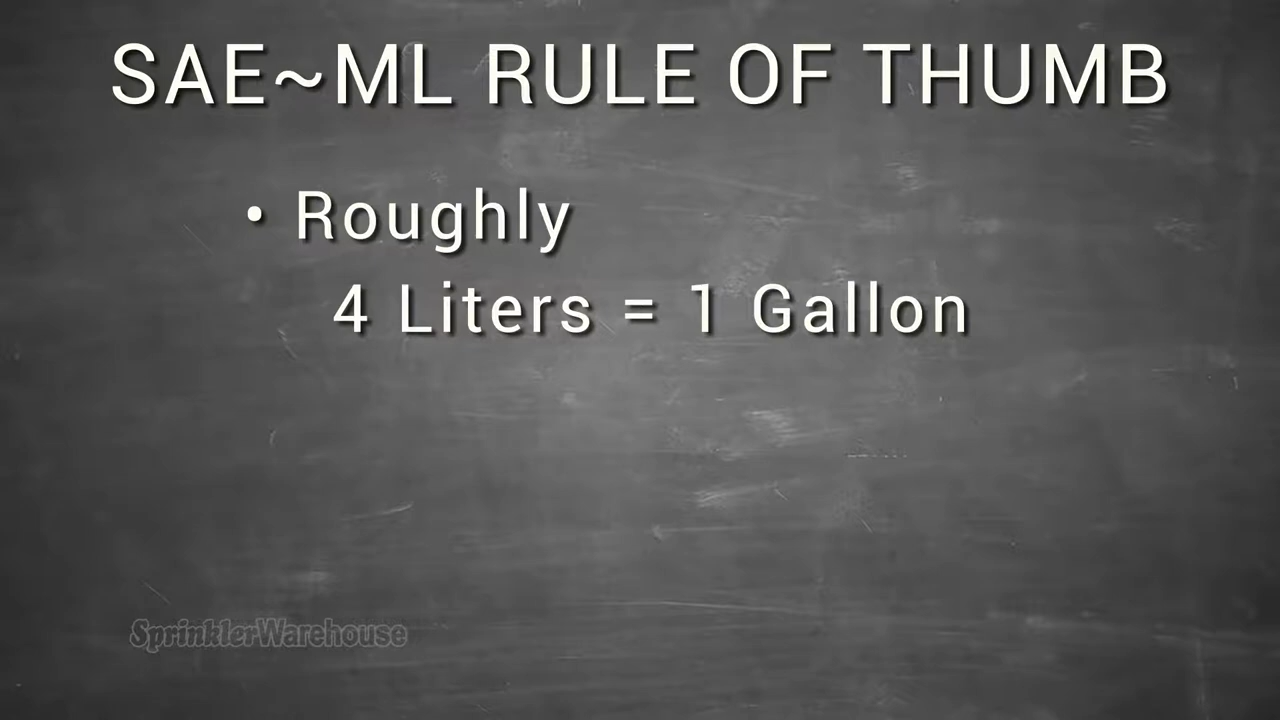 SAE~ML RULE OF THUMB
• Roughly
4 Liters = 1 Gallon
SprinklerWarehouse